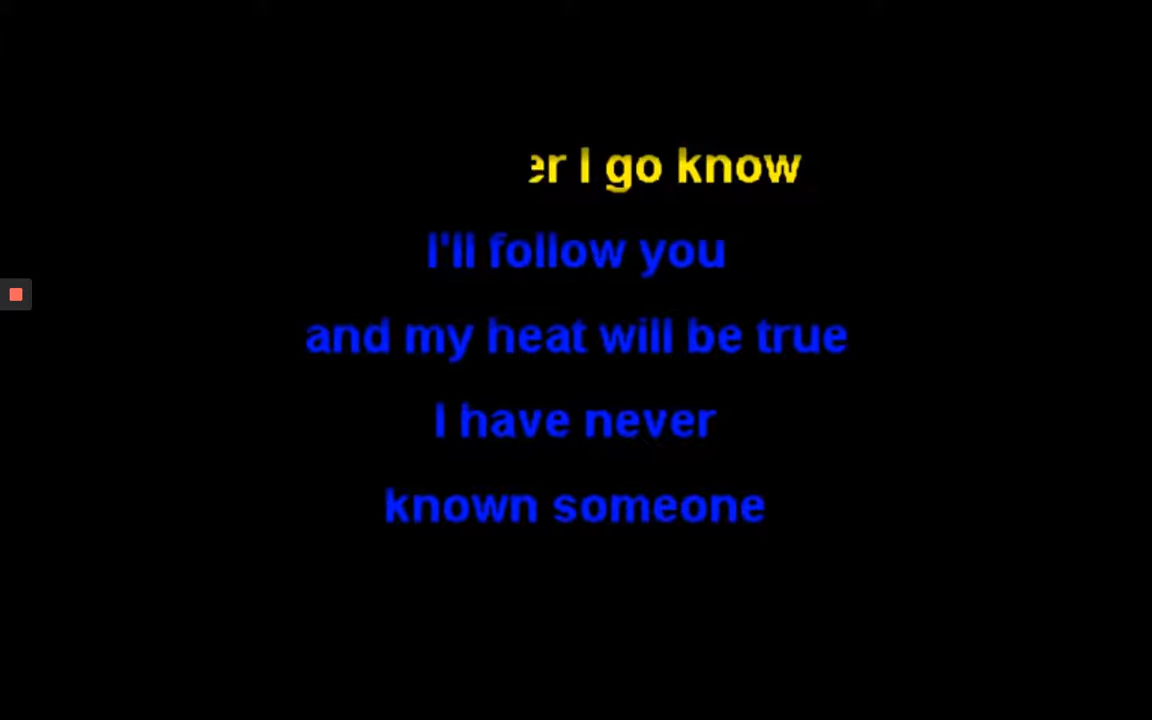 er I go know
I'll follow you
and my heat will be true
I have never
known someone